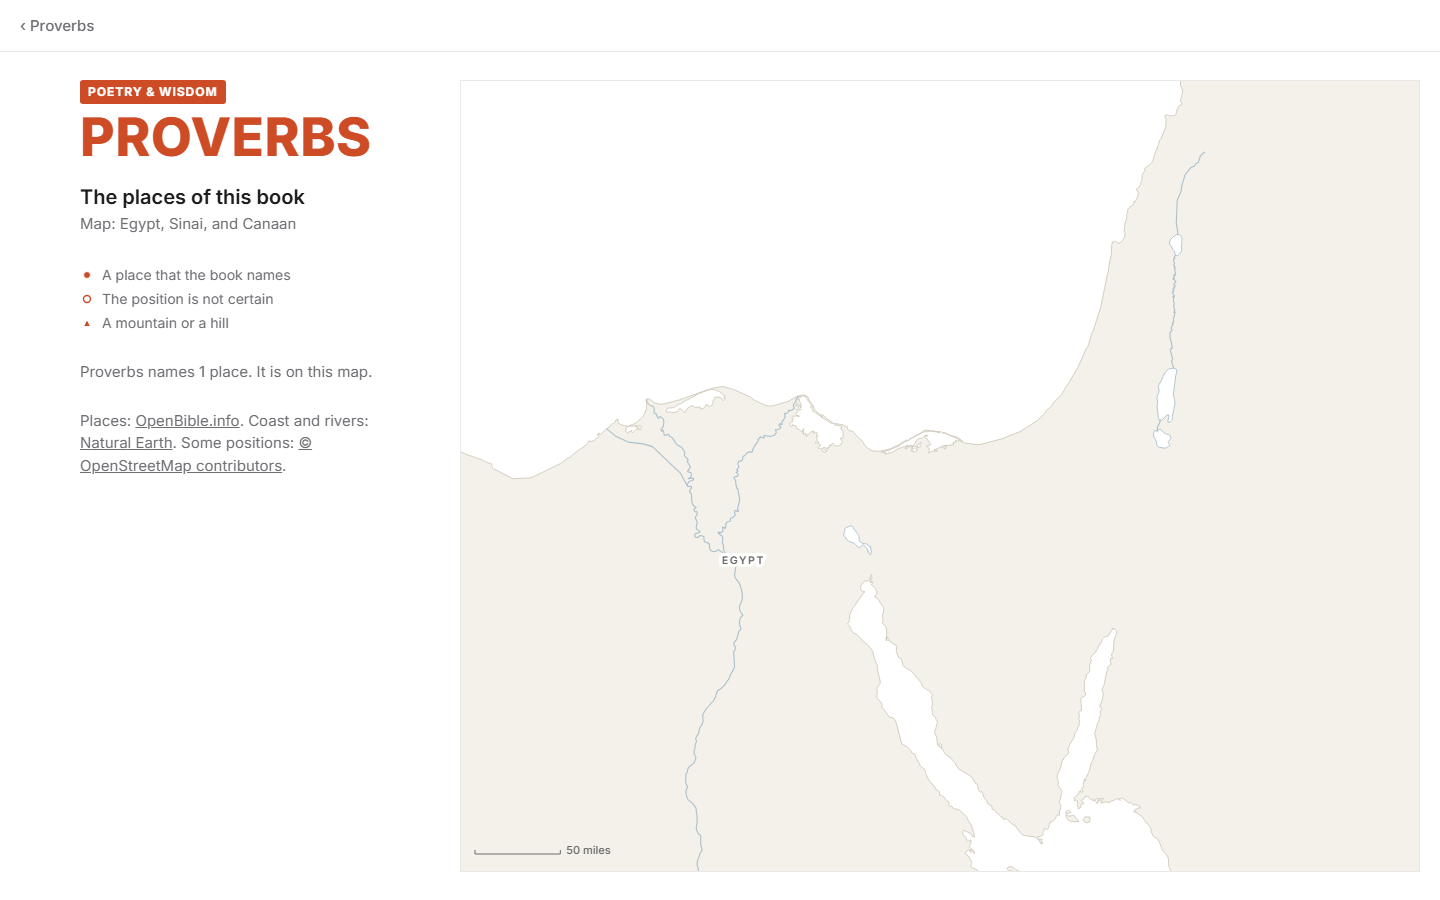 ‹ Proverbs
POETRY & WISDOM
PROVERBS
The places of this book
Map: Egypt, Sinai, and Canaan
A place that the book names
The position is not certain
A mountain or a hill
Proverbs names 1 place. It is on this map.
Places: OpenBible.info. Coast and rivers:
Natural Earth. Some positions: ©
OpenStreetMap contributors.
EGYPT
50 miles